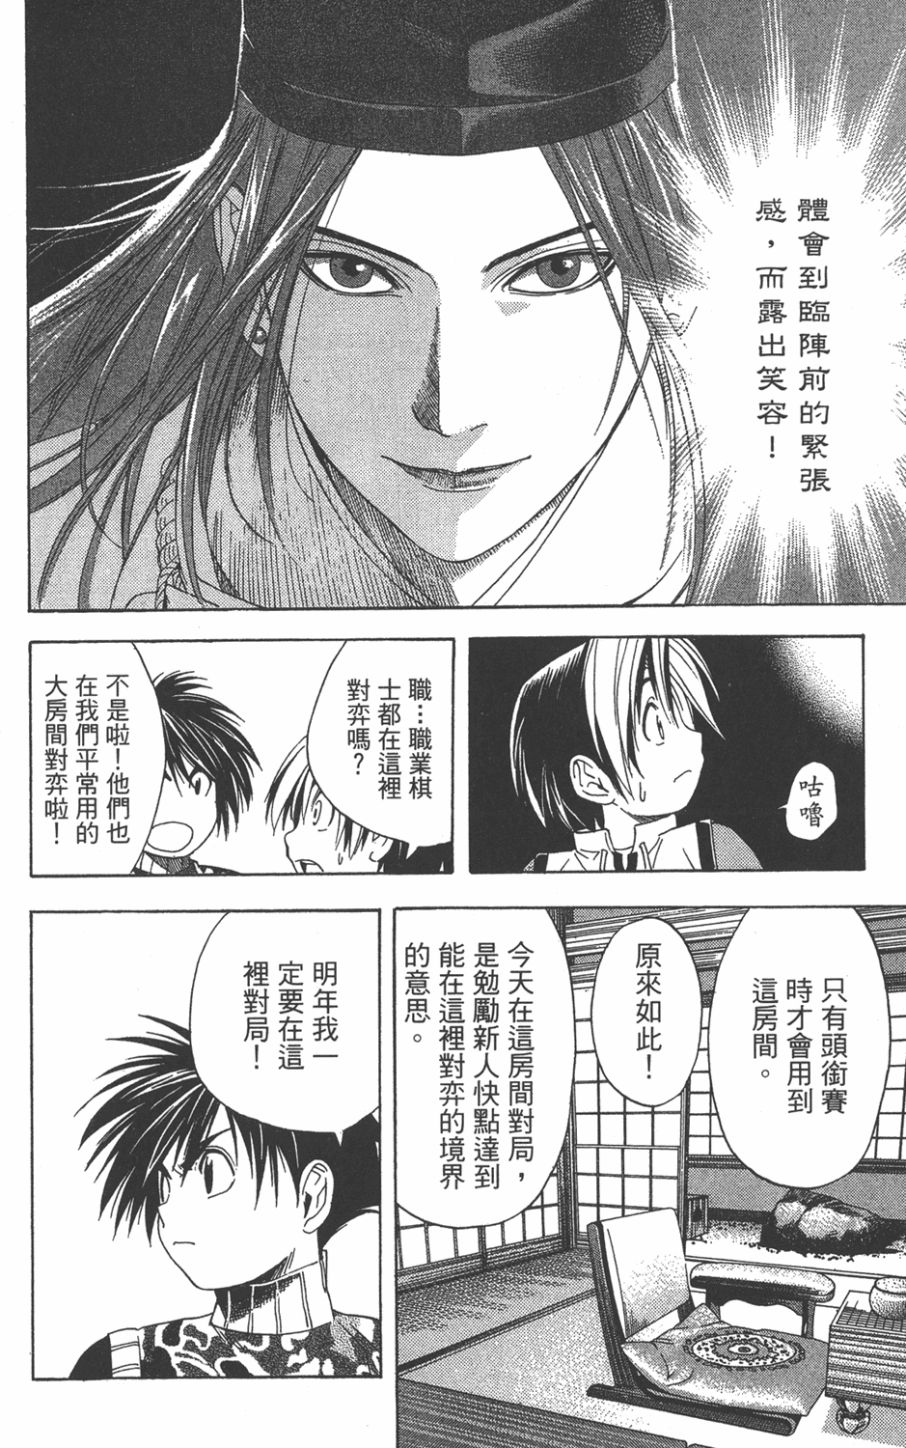 體會到臨陣前的緊張
感，而露出笑容！
咕嚕
職…職業棋
士都在這裡
對弈嗎？
不是啦！他們也
在我們平常用的
大房間對弈啦！
只有頭銜賽
時才會用到
這房間。
原來如此！
今天在這房間對局，
是勉勵新人快點達到
能在這裡對弈的境界
的意思。
明年我一
定要在這
裡對局！